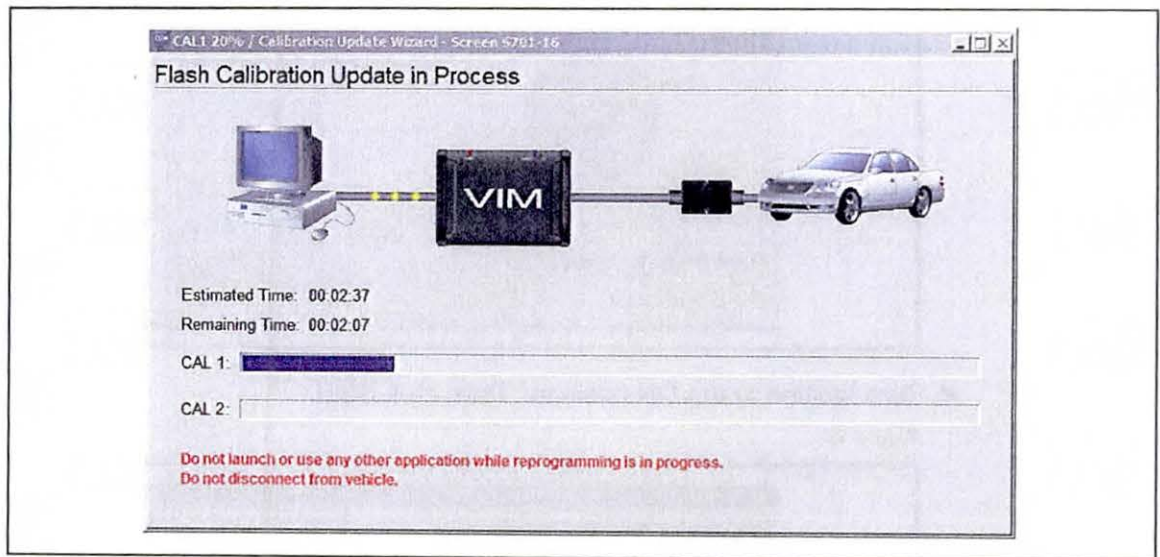 CAL1 20% / Calibration Update Wizard - Screen S701-16
Flash Calibration Update in Process
VIM
Estimated Time: 00:02:37
Remaining Time: 00:02:07
CAL 1:
CAL 2:
Do not launch or use any other application while reprogramming is in progress.
Do not disconnect from vehicle.